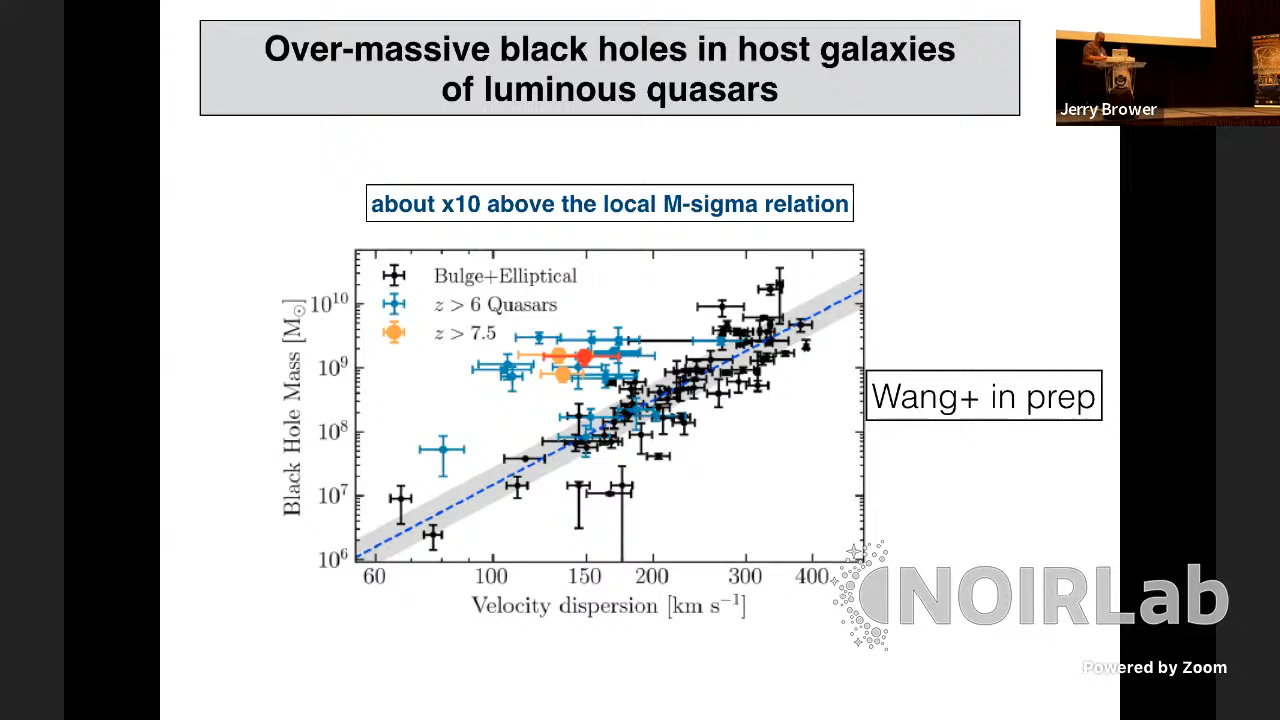 Over-massive black holes in host galaxies
of luminous quasars
Jerry Brower
about x10 above the local M-sigma relation
Bulge+Elliptical
z > 6 Quasars
z > 7.5
Black Hole Mass [M☉]
10^10
10^9
10^8
10^7
10^6
60 100 150 200 300 400
Velocity dispersion [km s^−1]
Wang+ in prep
NOIRLab
Powered by Zoom